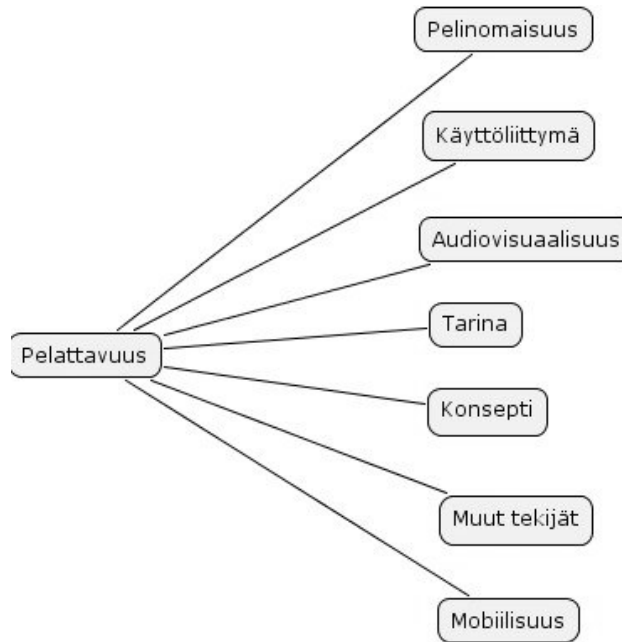 Pelinomaisuus
Käyttöliittymä
Audiovisuaalisuus
Tarina
Pelattavuus
Konsepti
Muut tekijät
Mobiilisuus